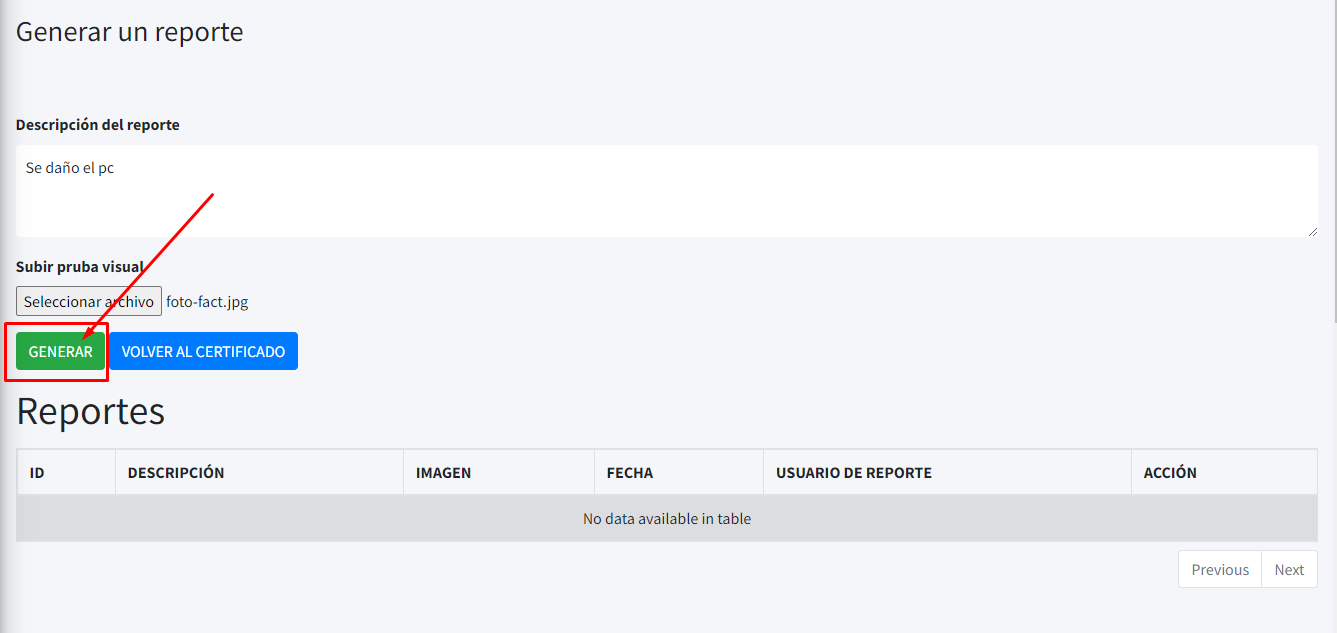 Generar un reporte
Descripción del reporte
Se daño el pc
Subir pruba visual
Seleccionar archivo foto-fact.jpg
GENERAR VOLVER AL CERTIFICADO
Reportes
ID DESCRIPCIÓN IMAGEN FECHA USUARIO DE REPORTE ACCIÓN
No data available in table
Previous Next